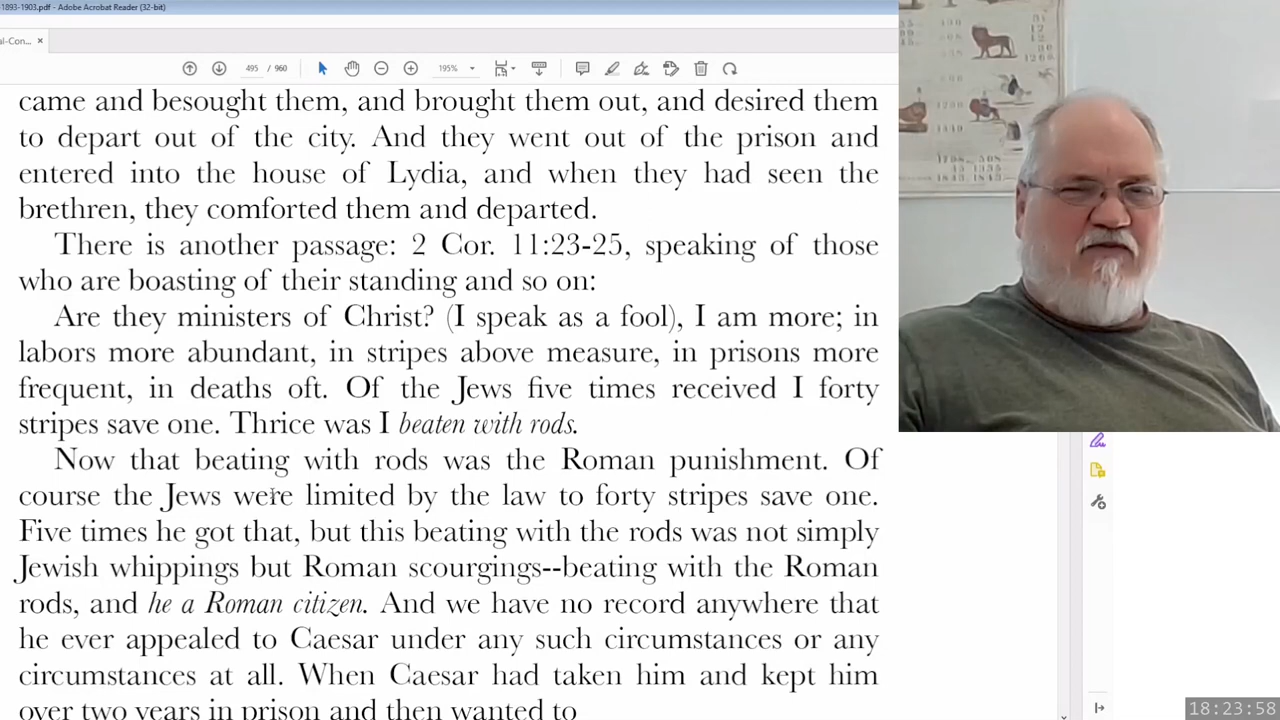 -1893-1903.pdf - Adobe Acrobat Reader (32-bit)
al-Con... ×
495 / 960
195%
came and besought them, and brought them out, and desired them
to depart out of the city. And they went out of the prison and
entered into the house of Lydia, and when they had seen the
brethren, they comforted them and departed.
There is another passage: 2 Cor. 11:23-25, speaking of those
who are boasting of their standing and so on:
Are they ministers of Christ? (I speak as a fool), I am more; in
labors more abundant, in stripes above measure, in prisons more
frequent, in deaths oft. Of the Jews five times received I forty
stripes save one. Thrice was I beaten with rods.
Now that beating with rods was the Roman punishment. Of
course the Jews were limited by the law to forty stripes save one.
Five times he got that, but this beating with the rods was not simply
Jewish whippings but Roman scourgings--beating with the Roman
rods, and he a Roman citizen. And we have no record anywhere that
he ever appealed to Caesar under any such circumstances or any
circumstances at all. When Caesar had taken him and kept him
over two years in prison and then wanted to
18:23:58